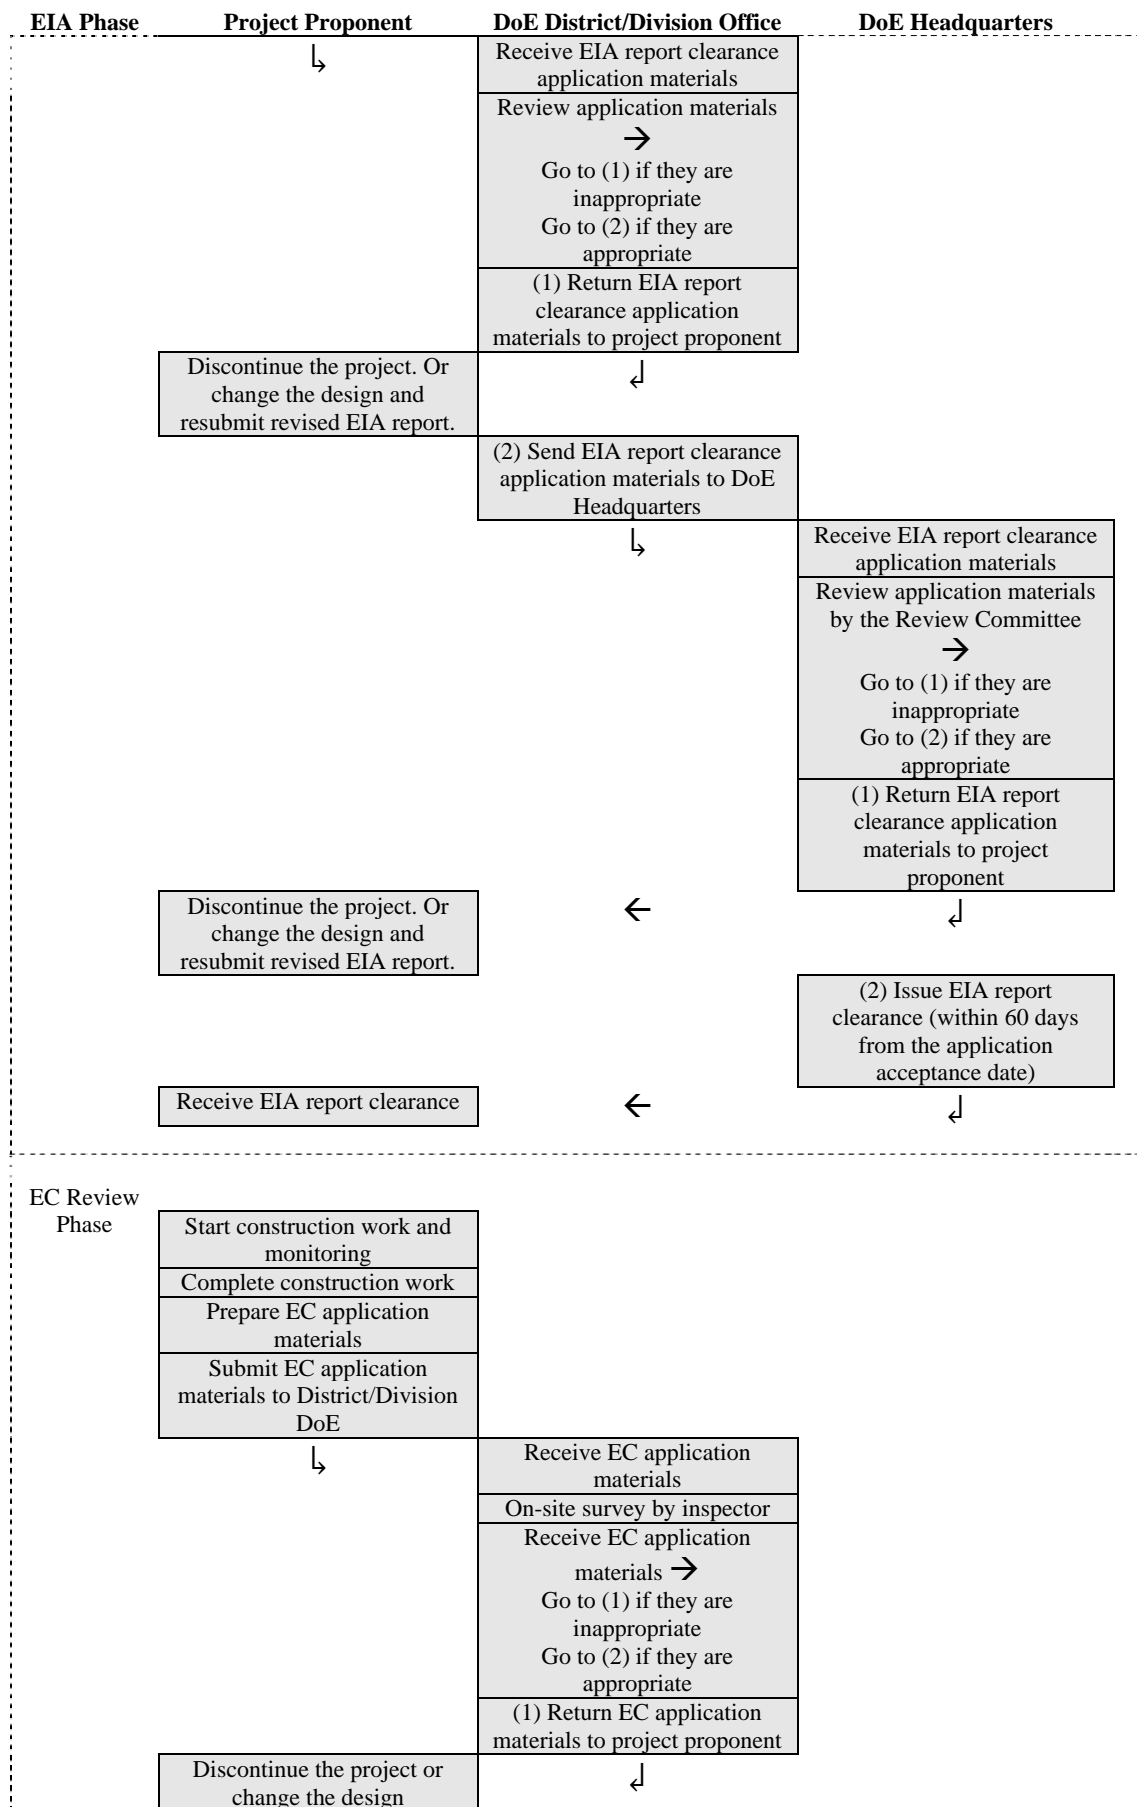 EIA Phase Project Proponent DoE District/Division Office DoE Headquarters
↳
Receive EIA report clearance
application materials
Review application materials
→
Go to (1) if they are
inappropriate
Go to (2) if they are
appropriate
(1) Return EIA report
clearance application
materials to project proponent
↲
Discontinue the project. Or
change the design and
resubmit revised EIA report.
(2) Send EIA report clearance
application materials to DoE
Headquarters
↳
Receive EIA report clearance
application materials
Review application materials
by the Review Committee
→
Go to (1) if they are
inappropriate
Go to (2) if they are
appropriate
(1) Return EIA report
clearance application
materials to project
proponent
← ↲
Discontinue the project. Or
change the design and
resubmit revised EIA report.
(2) Issue EIA report
clearance (within 60 days
from the application
acceptance date)
Receive EIA report clearance ← ↲
EC Review
Phase
Start construction work and
monitoring
Complete construction work
Prepare EC application
materials
Submit EC application
materials to District/Division
DoE
↳
Receive EC application
materials
On-site survey by inspector
Receive EC application
materials →
Go to (1) if they are
inappropriate
Go to (2) if they are
appropriate
(1) Return EC application
materials to project proponent
↲
Discontinue the project or
change the design